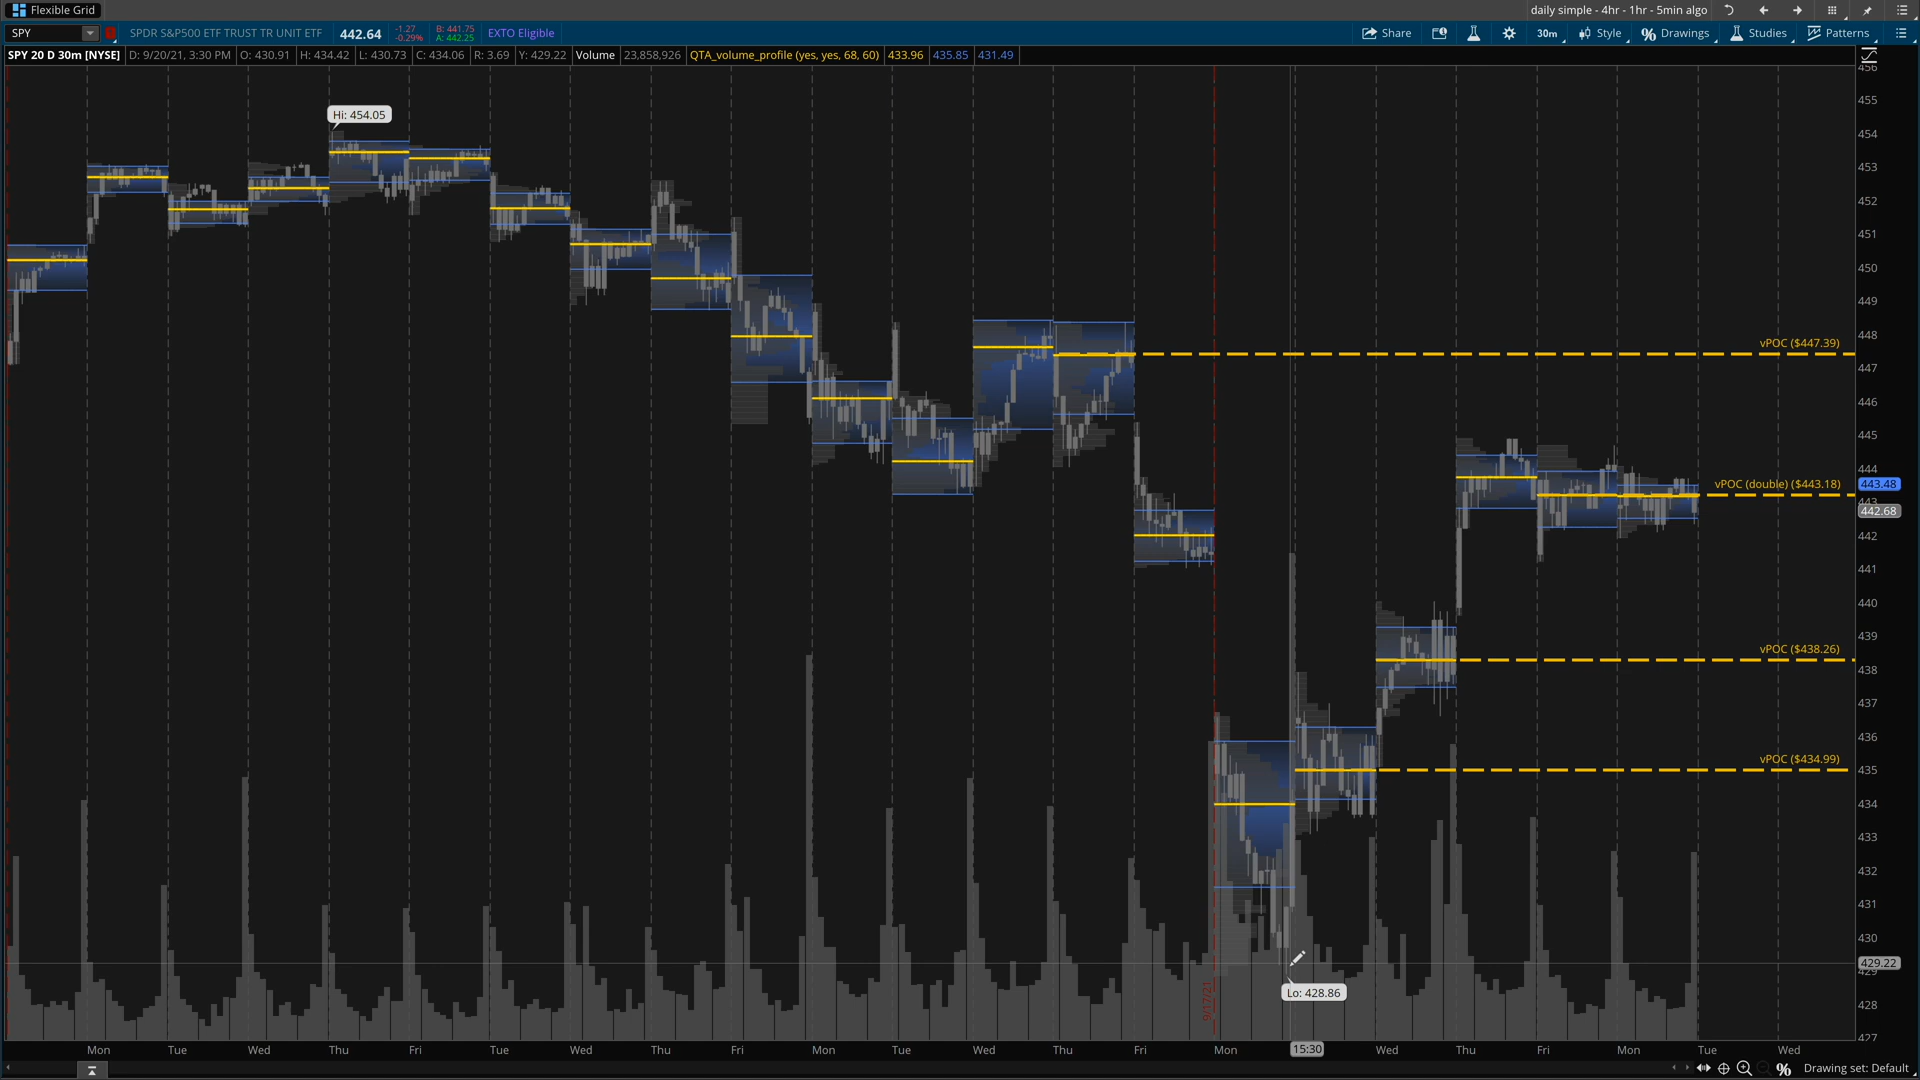 Flexible Grid
daily simple - 4hr - 1hr - 5min algo
SPY
SPDR S&P500 ETF TRUST TR UNIT ETF
442.64
-1.27
-0.29%
B: 441.75
A: 442.25
EXTO Eligible
Share
30m
Style
Drawings
Studies
Patterns
SPY 20 D 30m [NYSE]
D: 9/20/21, 3:30 PM
O: 430.91
H: 434.42
L: 430.73
C: 434.06
R: 3.69
Y: 429.22
Volume
23,858,926
QTA_volume_profile (yes, yes, 68, 60)
433.96
435.85
431.49
456
455
Hi: 454.05
454
453
452
451
450
449
448
vPOC ($447.39)
447
446
445
444
vPOC (double) ($443.18)
443.48
443
442.68
442
441
440
439
vPOC ($438.26)
438
437
436
vPOC ($434.99)
435
434
433
432
431
430
429.22
429
Lo: 428.86
428
9/17/21
427
Mon
Tue
Wed
Thu
Fri
Tue
Wed
Thu
Fri
Mon
Tue
Wed
Thu
Fri
Mon
15:30
Wed
Thu
Fri
Mon
Tue
Wed
Drawing set: Default